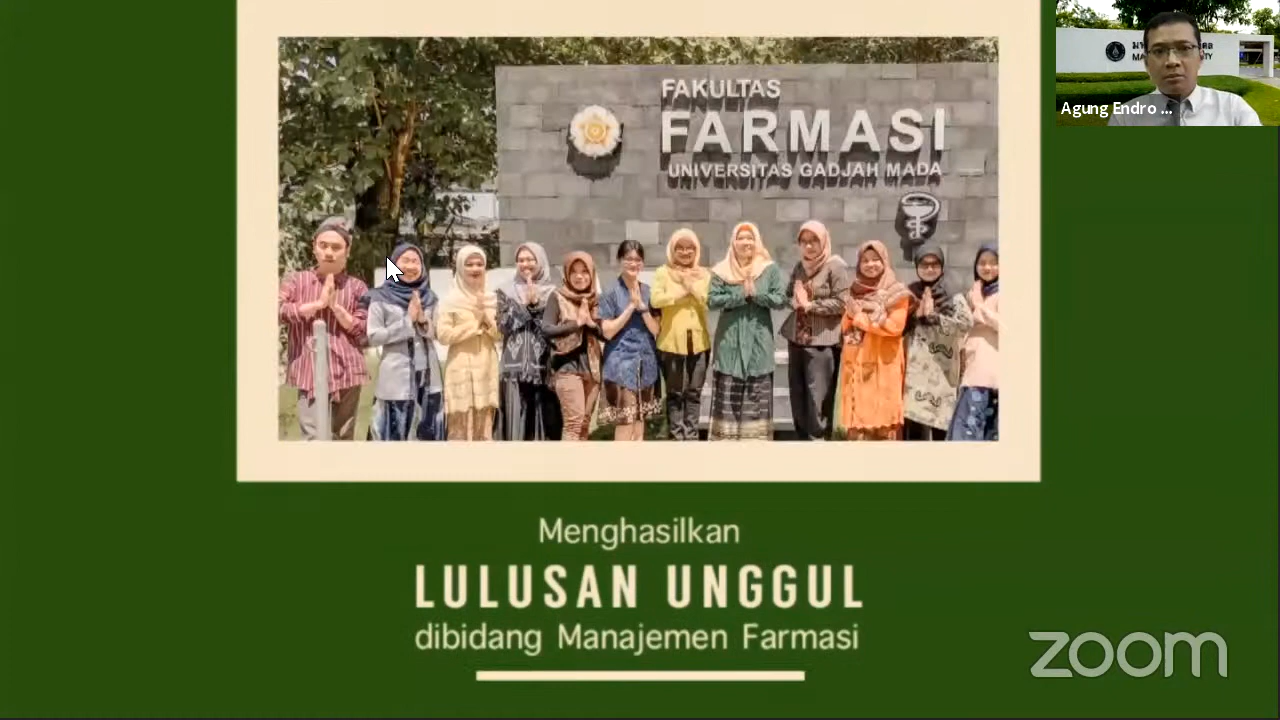 FAKULTAS
FARMASI
UNIVERSITAS GADJAH MADA
Agung Endro ...
Menghasilkan
LULUSAN UNGGUL
dibidang Manajemen Farmasi
zoom